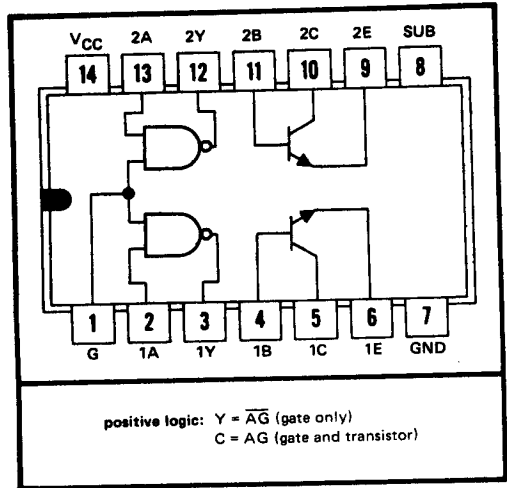 VCC 2A 2Y 2B 2C 2E SUB
14 13 12 11 10 9 8
1 2 3 4 5 6 7
G 1A 1Y 1B 1C 1E GND
positive logic: Y = A̅G̅ (gate only)
C = AG (gate and transistor)